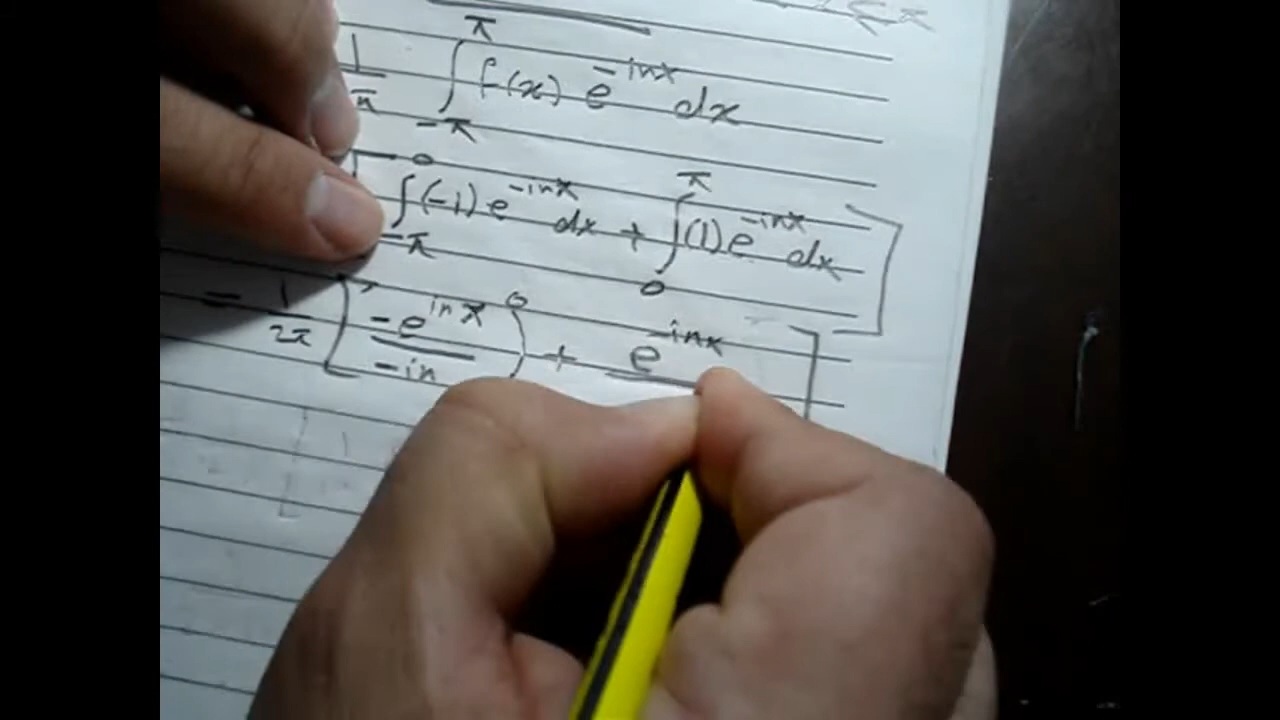 1/π ∫_{-π}^{π} f(x) e^{-inx} dx
∫_{-π}^{0} (-1) e^{-inx} dx + ∫_{0}^{π} (1) e^{-inx} dx ]
= 1/2π [ -e^{inx}/-in )^{0} + e^{-inx} ]